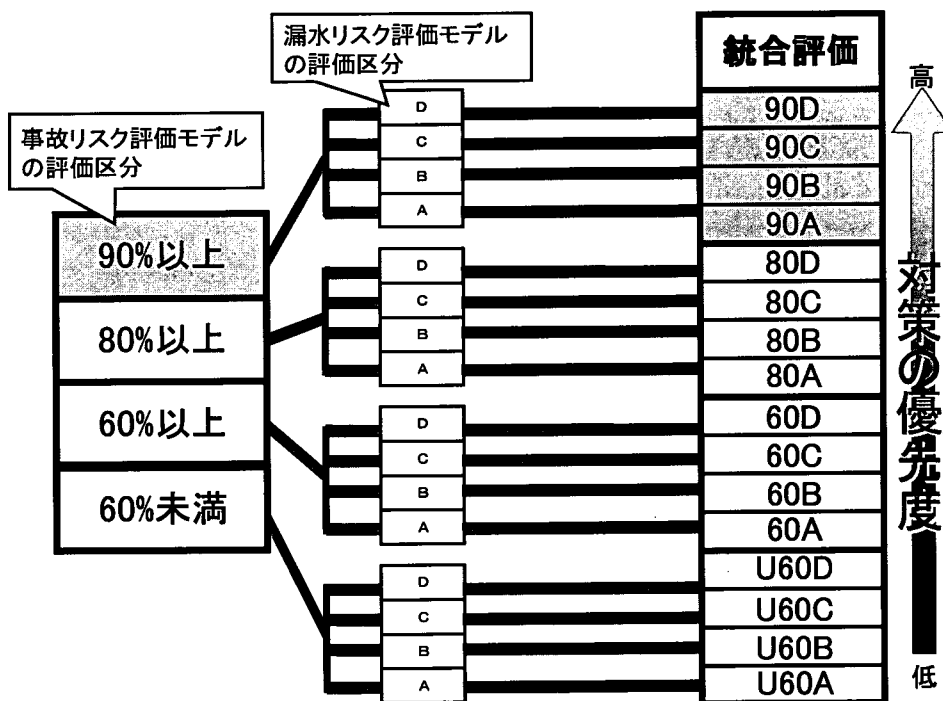 漏水リスク評価モデル
の評価区分
事故リスク評価モデル
の評価区分
90%以上
80%以上
60%以上
60%未満
D
C
B
A
D
C
B
A
D
C
B
A
D
C
B
A
統合評価
90D
90C
90B
90A
80D
80C
80B
80A
60D
60C
60B
60A
U60D
U60C
U60B
U60A
高
対策の優先度
低